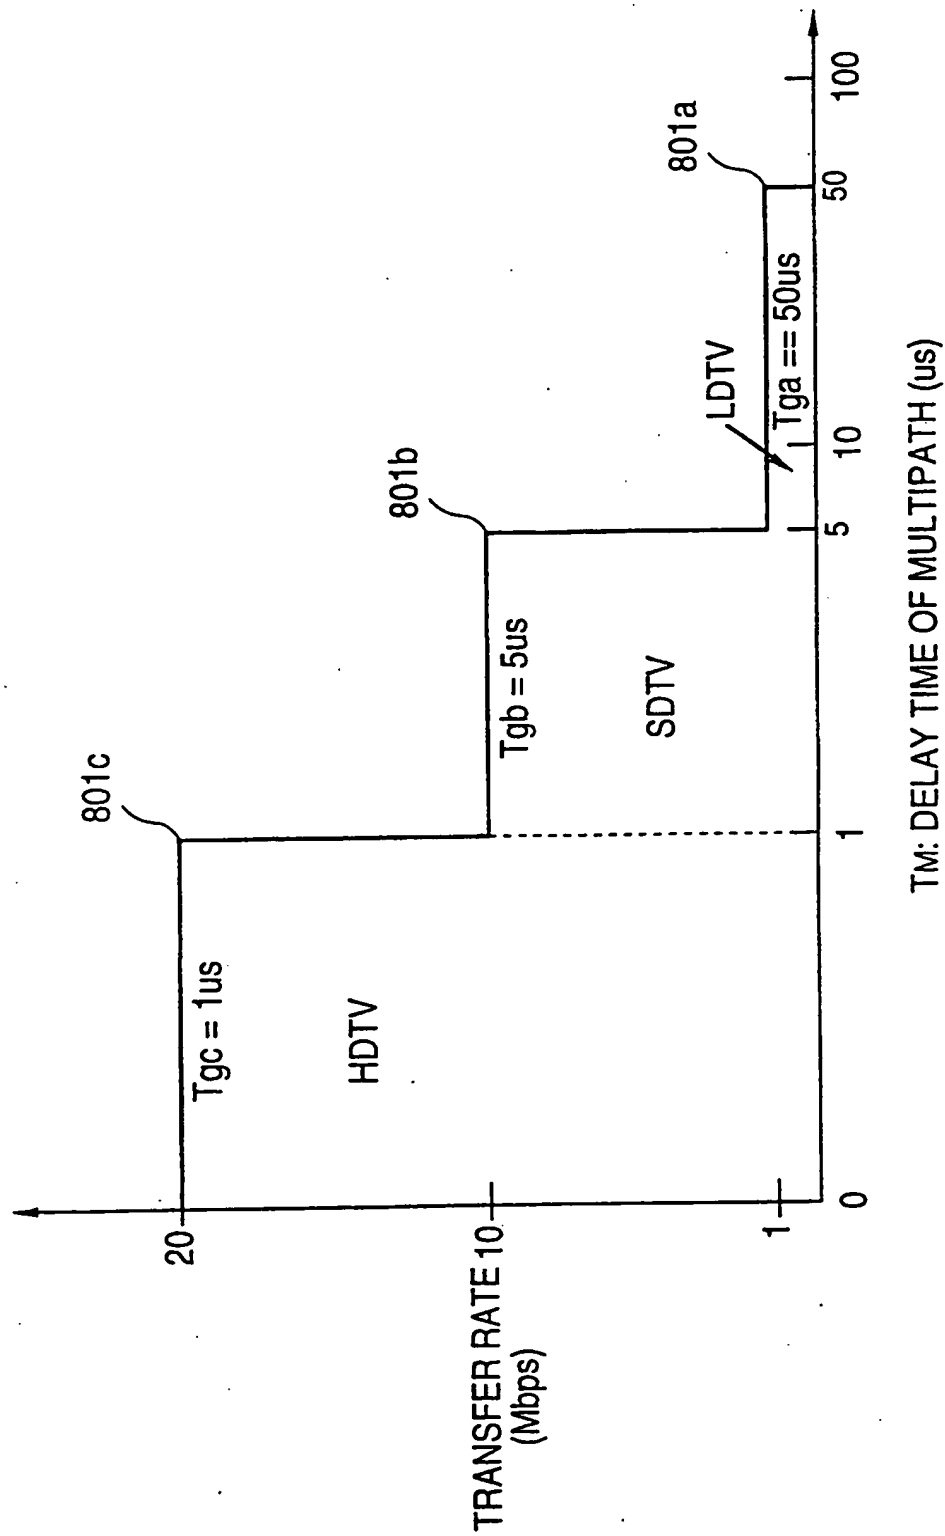 801c
20
Tgc = 1us
HDTV
801b
TRANSFER RATE
(Mbps)
10
Tgb = 5us
SDTV
801a
LDTV
Tga == 50us
1
0
1
5
10
50
100
TM: DELAY TIME OF MULTIPATH (us)